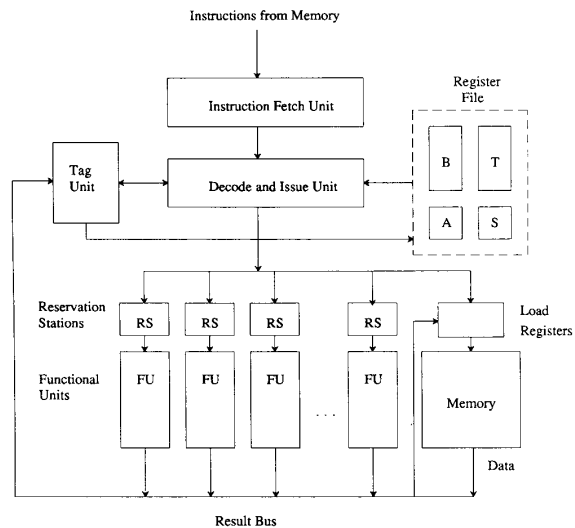 Instructions from Memory
Register
File
Instruction Fetch Unit
B
T
Tag
Unit
Decode and Issue Unit
A
S
Reservation
Stations
RS
RS
RS
RS
Load
Registers
Functional
Units
FU
FU
FU
. . .
FU
Memory
Data
Result Bus